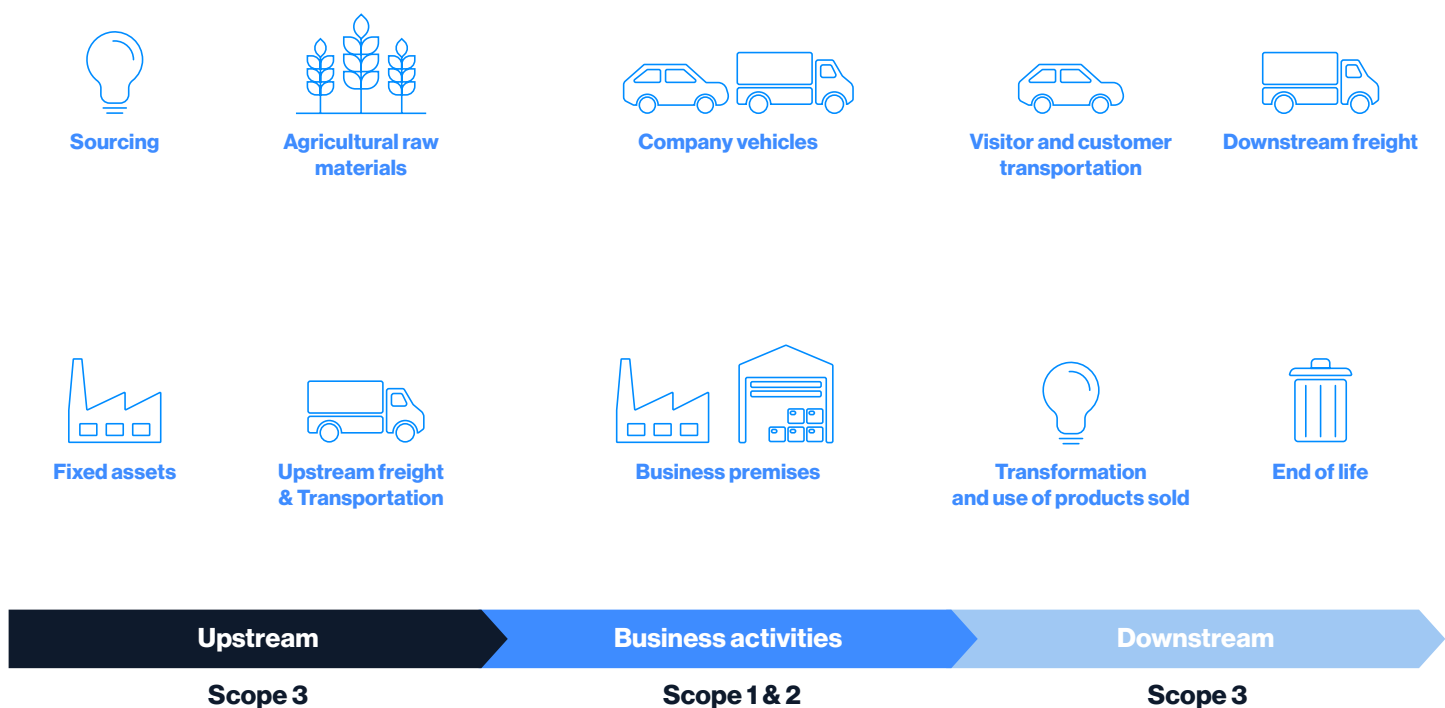 Sourcing
Agricultural raw
materials
Company vehicles
Visitor and customer
transportation
Downstream freight
Fixed assets
Upstream freight
& Transportation
Business premises
Transformation
and use of products sold
End of life
Upstream
Business activities
Downstream
Scope 3
Scope 1 & 2
Scope 3